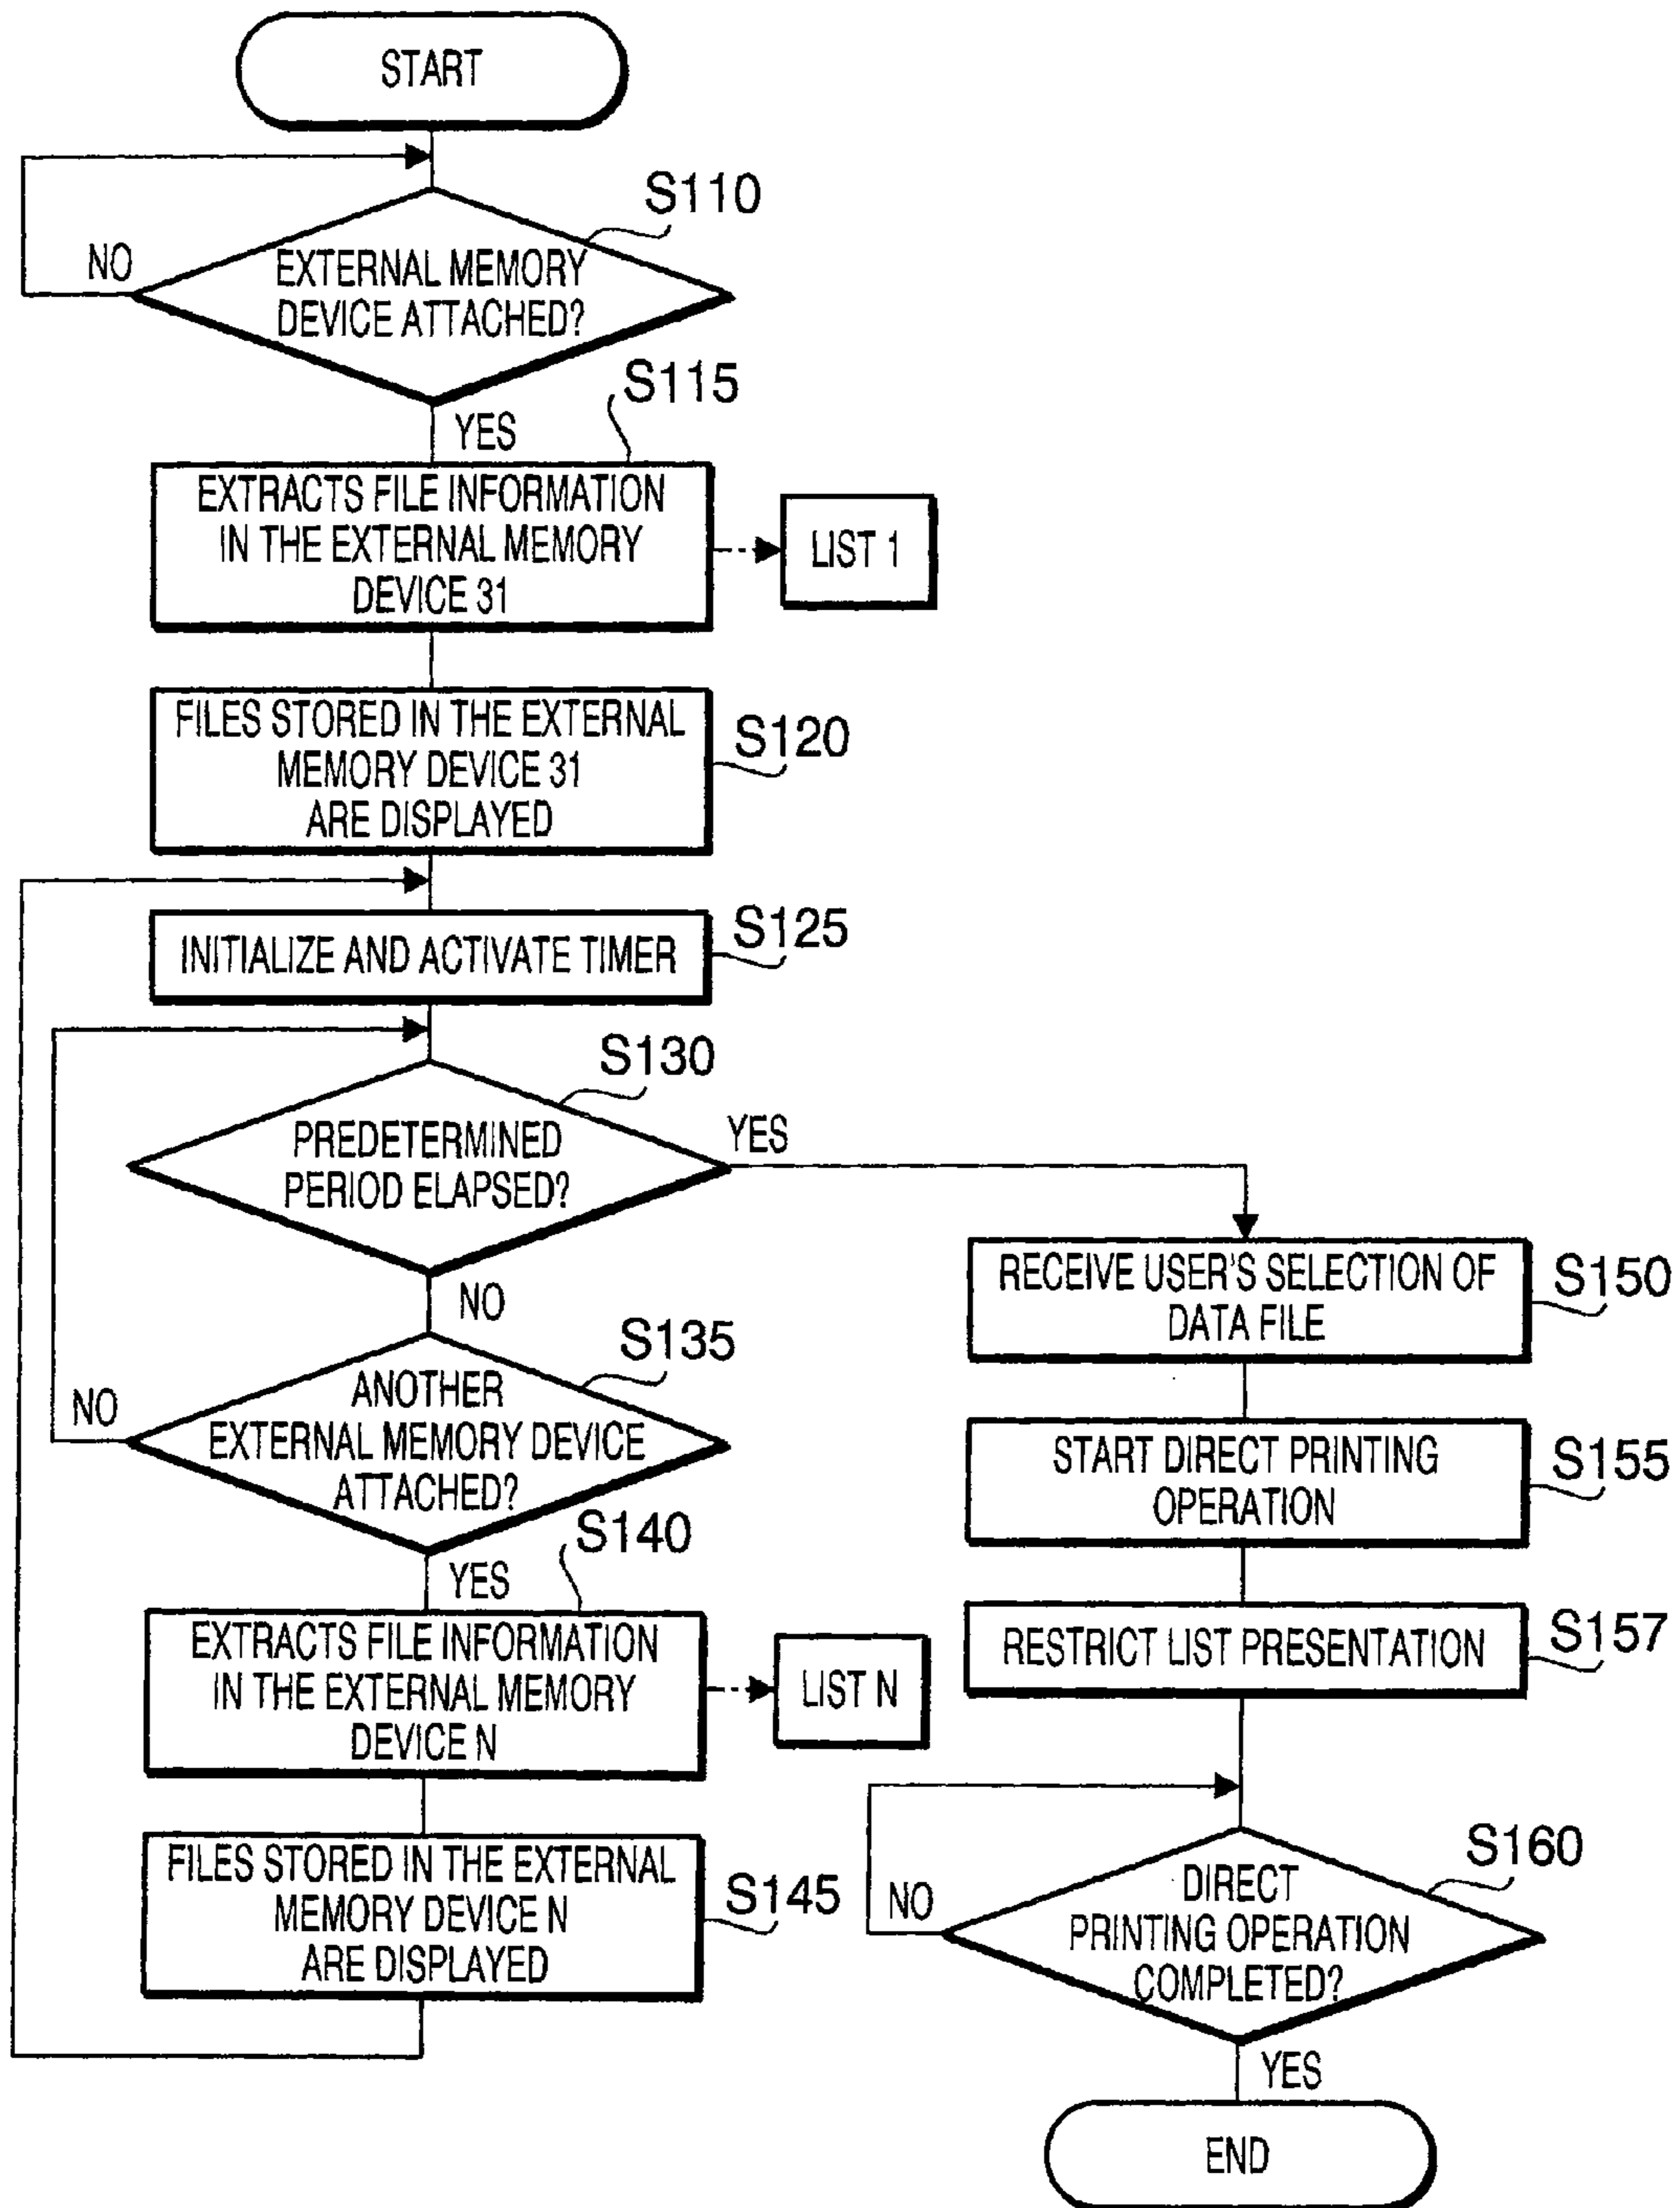 START
S110
NO
EXTERNAL MEMORY
DEVICE ATTACHED?
S115
YES
EXTRACTS FILE INFORMATION
IN THE EXTERNAL MEMORY
DEVICE 31
LIST 1
FILES STORED IN THE EXTERNAL
MEMORY DEVICE 31
ARE DISPLAYED
S120
INITIALIZE AND ACTIVATE TIMER
S125
S130
PREDETERMINED
PERIOD ELAPSED?
YES
NO
S135
NO
ANOTHER
EXTERNAL MEMORY DEVICE
ATTACHED?
S140
YES
EXTRACTS FILE INFORMATION
IN THE EXTERNAL MEMORY
DEVICE N
LIST N
FILES STORED IN THE EXTERNAL
MEMORY DEVICE N
ARE DISPLAYED
S145
RECEIVE USER'S SELECTION OF
DATA FILE
S150
START DIRECT PRINTING
OPERATION
S155
RESTRICT LIST PRESENTATION
S157
S160
NO
DIRECT
PRINTING OPERATION
COMPLETED?
YES
END